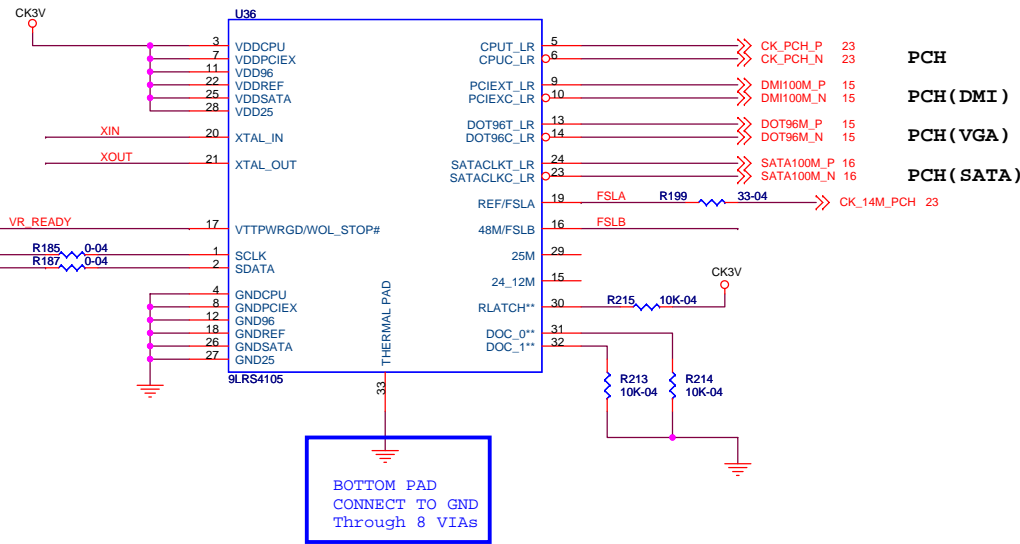 CK3V
U36
3 VDDCPU
7 VDDPCIEX
11 VDD96
22 VDDREF
25 VDDSATA
28 VDD25
XIN 20 XTAL_IN
XOUT 21 XTAL_OUT
VR_READY 17 VTTPWRGD/WOL_STOP#
R185 0-04 1 SCLK
R187 0-04 2 SDATA
4 GNDCPU
8 GNDPCIEX
12 GND96
18 GNDREF
26 GNDSATA
27 GND25
9LRS4105
THERMAL PAD
33
CPUT_LR 5 CK_PCH_P 23
CPUC_LR 6 CK_PCH_N 23
PCH
PCIEXT_LR 9 DMI100M_P 15
PCIEXC_LR 10 DMI100M_N 15
PCH(DMI)
DOT96T_LR 13 DOT96M_P 15
DOT96C_LR 14 DOT96M_N 15
PCH(VGA)
SATACLKT_LR 24 SATA100M_P 16
SATACLKC_LR 23 SATA100M_N 16
PCH(SATA)
REF/FSLA 19 FSLA R199 33-04 CK_14M_PCH 23
48M/FSLB 16 FSLB
25M 29
24_12M 15
CK3V
RLATCH** 30 R215 10K-04
DOC_0** 31
DOC_1** 32
R213
10K-04
R214
10K-04
BOTTOM PAD
CONNECT TO GND
Through 8 VIAs